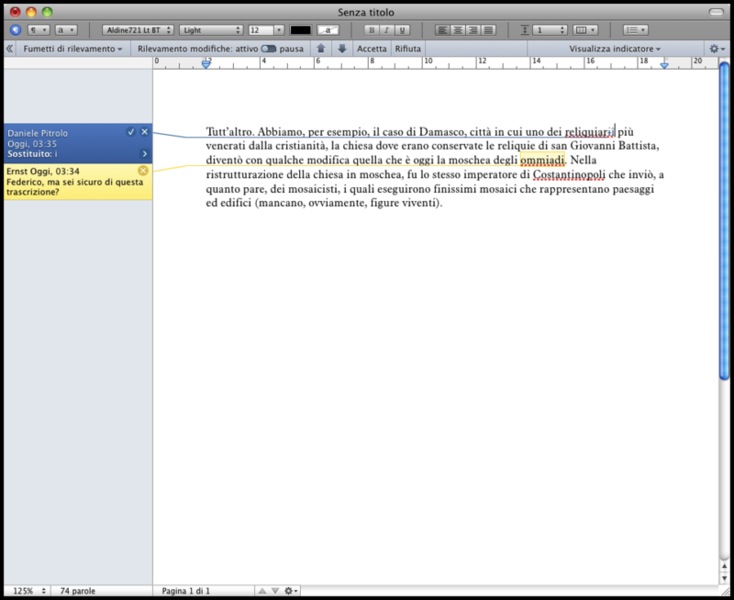 Senza titolo
¶ a Aldine721 Lt BT Light 12 a B I U 1
Fumetti di rilevamento Rilevamento modifiche: attivo pausa Accetta Rifiuta Visualizza indicatore
0 2 4 6 8 10 12 14 16 18 20
Daniele Pitrolo
Oggi, 03:35
Sostituito: i
Ernst Oggi, 03:34
Federico, ma sei sicuro di questa
trascrizione?
Tutt'altro. Abbiamo, per esempio, il caso di Damasco, città in cui uno dei reliquiarii più
venerati dalla cristianità, la chiesa dove erano conservate le reliquie di san Giovanni Battista,
diventò con qualche modifica quella che è oggi la moschea degli ommiadi. Nella
ristrutturazione della chiesa in moschea, fu lo stesso imperatore di Costantinopoli che inviò, a
quanto pare, dei mosaicisti, i quali eseguirono finissimi mosaici che rappresentano paesaggi
ed edifici (mancano, ovviamente, figure viventi).
125% 74 parole Pagina 1 di 1